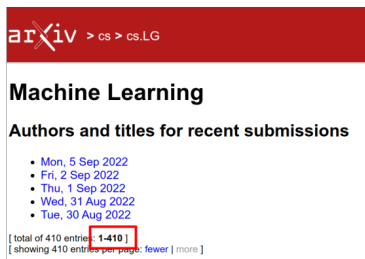 arXiv > cs > cs.LG
Machine Learning
Authors and titles for recent submissions
• Mon, 5 Sep 2022
• Fri, 2 Sep 2022
• Thu, 1 Sep 2022
• Wed, 31 Aug 2022
• Tue, 30 Aug 2022
[ total of 410 entries: 1-410 ]
[ showing 410 entries per page: fewer | more ]